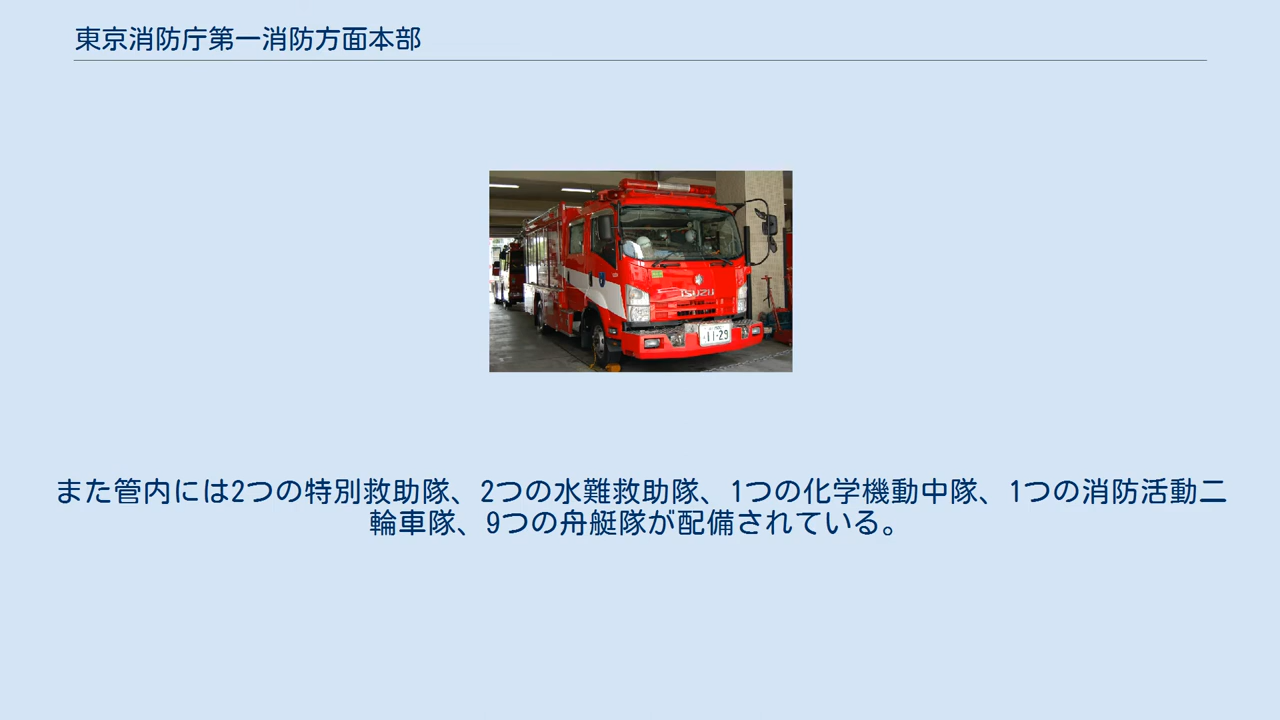 東京消防庁第一消防方面本部
ISUZU
11-29
また管内には2つの特別救助隊、2つの水難救助隊、1つの化学機動中隊、1つの消防活動二
輪車隊、9つの舟艇隊が配備されている。